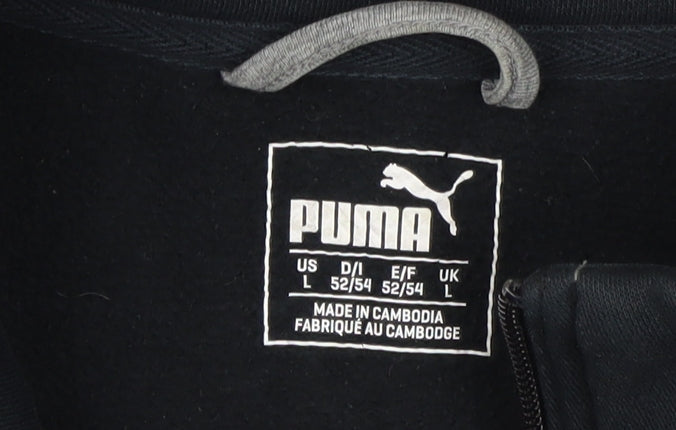 PUMA
US D/I E/F UK
L 52/54 52/54 L
MADE IN CAMBODIA
FABRIQUÉ AU CAMBODGE